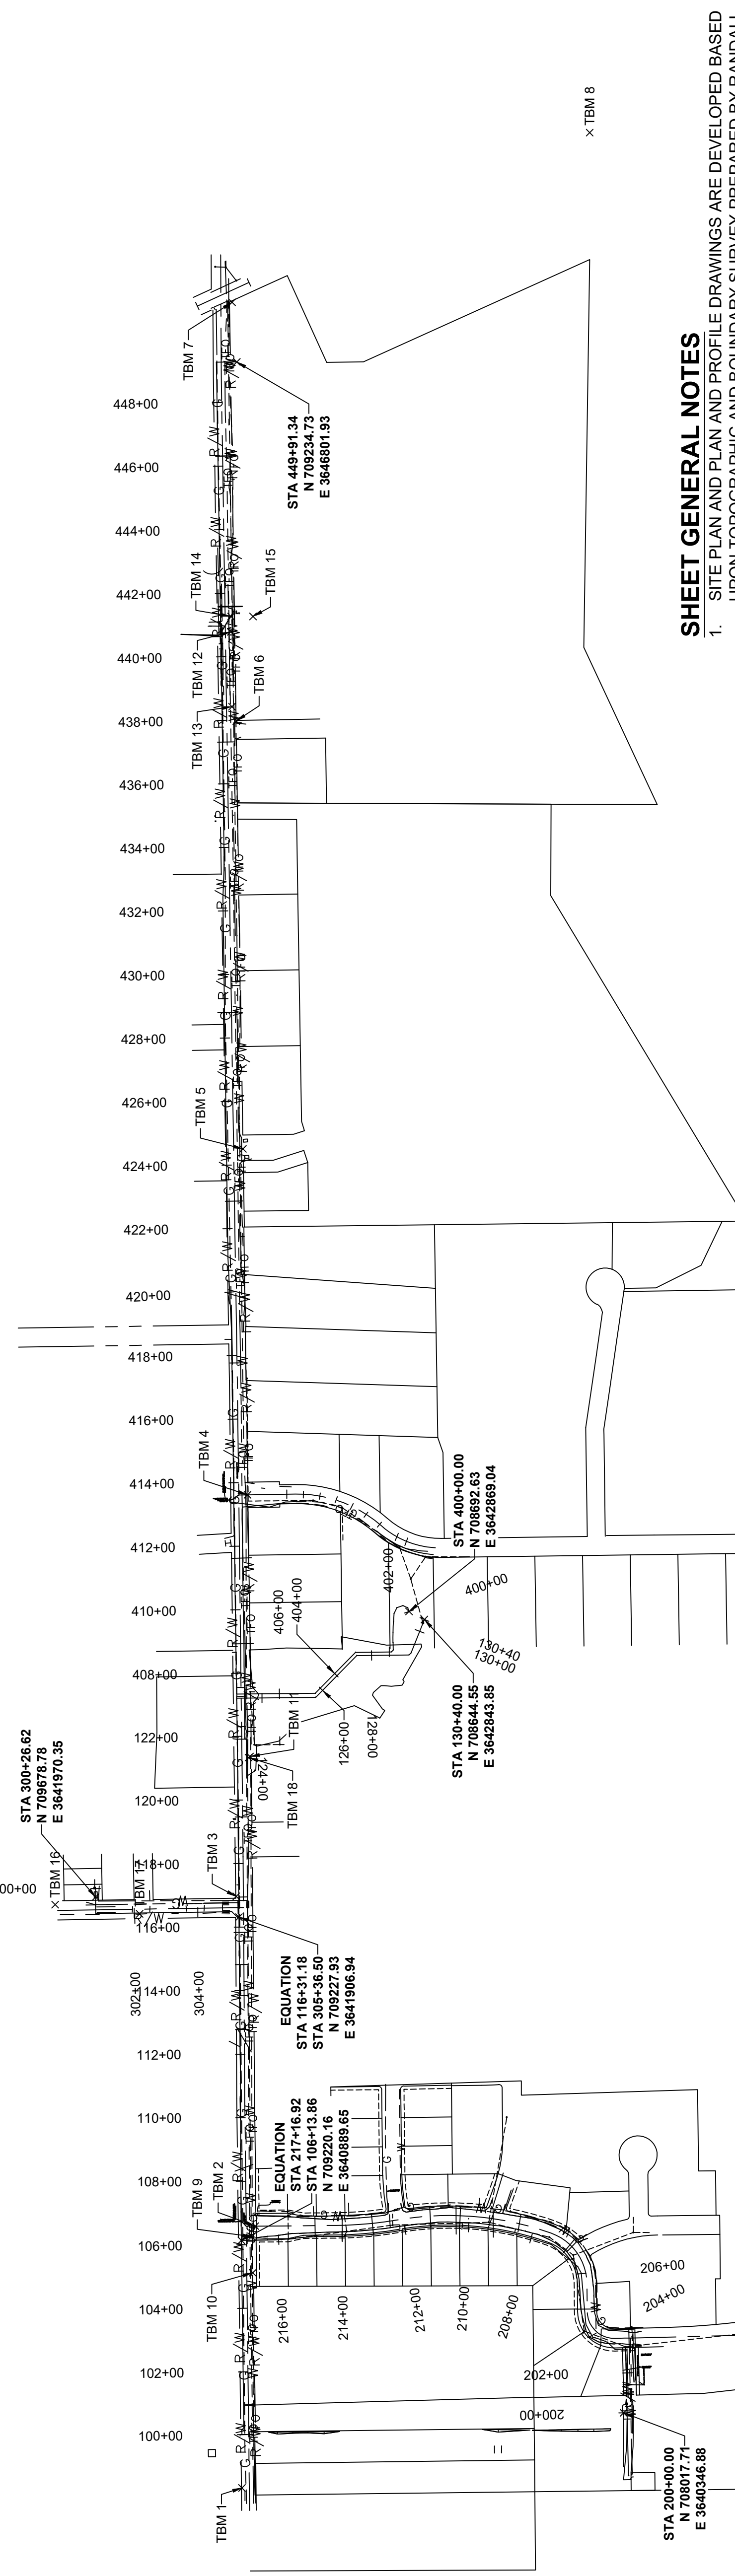 × TBM 8
SHEET GENERAL NOTES
1. SITE PLAN AND PLAN AND PROFILE DRAWINGS ARE DEVELOPED BASED
UPON TOPOGRAPHIC AND BOUNDARY SURVEY PREPARED BY RANDALL
TBM 7
448+00
446+00
444+00
442+00
440+00
438+00
436+00
434+00
432+00
430+00
428+00
426+00
424+00
422+00
420+00
418+00
416+00
414+00
412+00
410+00
408+00
122+00
120+00
118+00
116+00
114+00
112+00
110+00
108+00
106+00
104+00
102+00
100+00
STA 449+91.34
N 709234.73
E 3646801.93
TBM 14
TBM 12
TBM 13
TBM 15
TBM 6
TBM 5
TBM 4
STA 400+00.00
N 708692.63
E 3642869.04
402+00
400+00
406+00
404+00
130+40
130+00
STA 130+40.00
N 708644.55
E 3642843.85
126+00
128+00
TBM 11
124+00
TBM 18
STA 300+26.62
N 709678.78
E 3641970.35
00+00
TBM 16
TBM 17
TBM 3
302+00
304+00
EQUATION
STA 116+31.18
STA 305+36.50
N 709227.93
E 3641906.94
EQUATION
STA 217+16.92
STA 106+13.86
N 709220.16
E 3640889.65
TBM 2
TBM 9
TBM 10
216+00
214+00
212+00
210+00
208+00
206+00
204+00
202+00
200+00
TBM 1
STA 200+00.00
N 708017.71
E 3640346.88